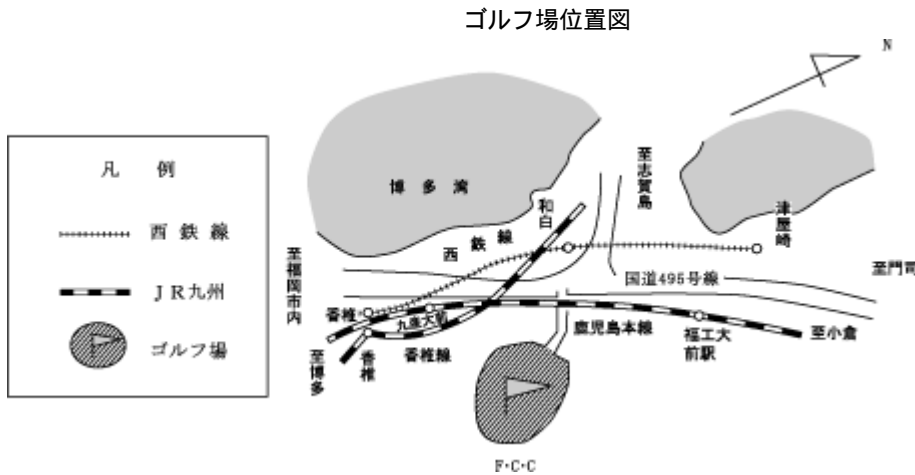 ゴルフ場位置図
N
凡 例
西鉄線
JR九州
ゴルフ場
博多湾
和白
至志賀島
津屋崎
西鉄線
至福岡市内
国道495号線
至門司
香椎
九産大前
鹿児島本線
福工大
前駅
至小倉
至博多
香椎
香椎線
F・C・C